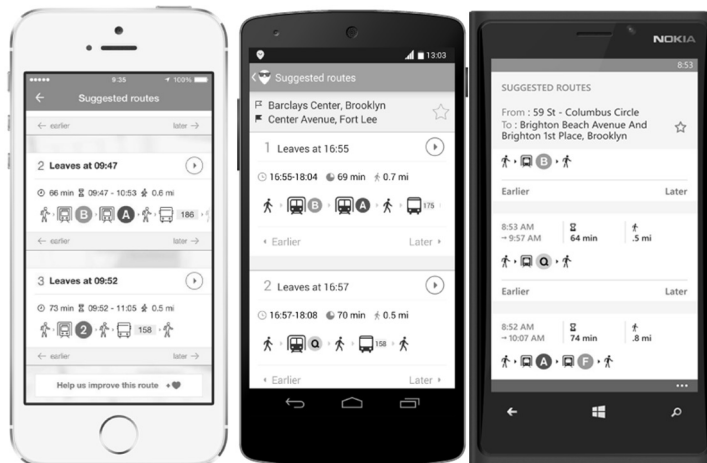 9:38
100%
Suggested routes
← earlier
later →
2 Leaves at 09:47
66 min 09:47 - 10:53 0.6 mi
B A 186
← earlier
later →
3 Leaves at 09:52
73 min 09:52 - 11:05 0.5 mi
2 158
← earlier
later →
Help us improve this route +
13:03
Suggested routes
Barclays Center, Brooklyn
Center Avenue, Fort Lee
1 Leaves at 16:55
16:55-18:04 69 min 0.7 mi
B A 175
Earlier
Later
2 Leaves at 16:57
16:57-18:08 70 min 0.5 mi
Q 158
Earlier
Later
NOKIA
8:53
SUGGESTED ROUTES
From : 59 St - Columbus Circle
To : Brighton Beach Avenue And
Brighton 1st Place, Brooklyn
B
Earlier
Later
8:53 AM
→ 9:57 AM 64 min .5 mi
Q
Earlier
Later
8:52 AM
→ 10:07 AM 74 min .8 mi
A F